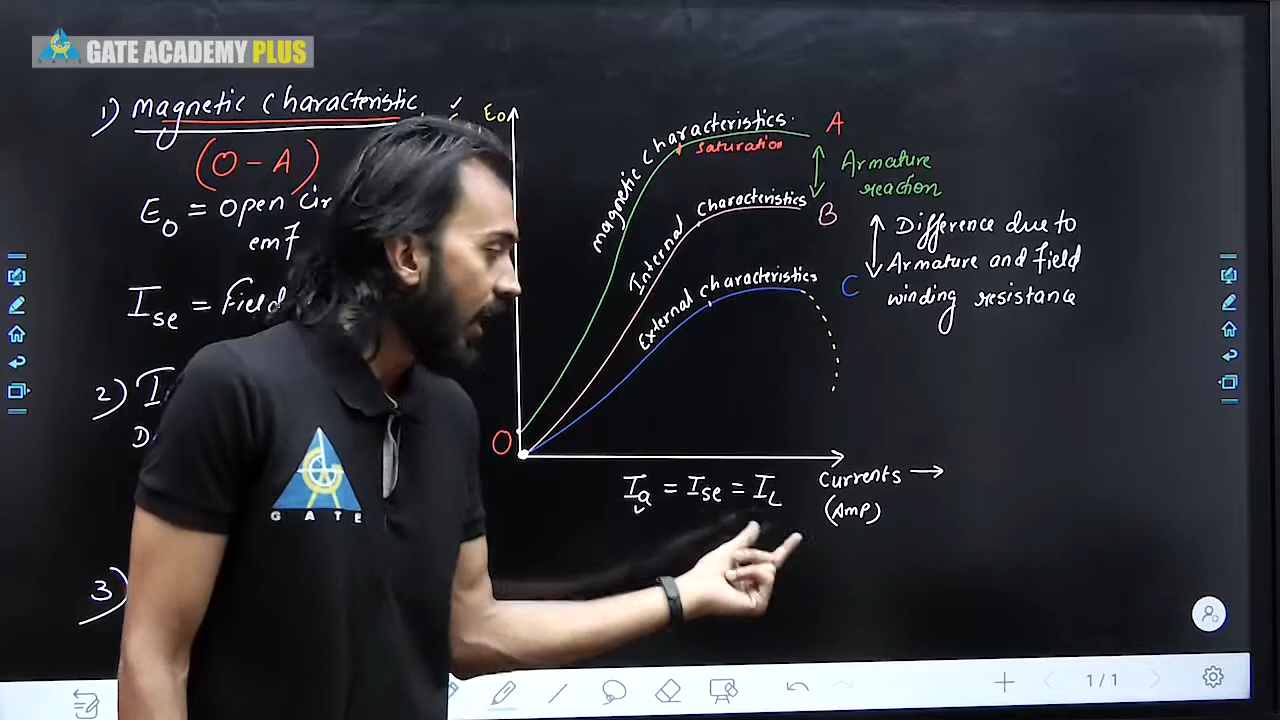 GATE ACADEMY PLUS
1) Magnetic Characteristic
(O - A)
E₀ = open cir
emf
Ise = field
2) I
D
3)
E₀
Magnetic Characteristics
Saturation
A
Armature
reaction
Internal Characteristics
B
Difference due to
Armature and field
winding resistance
External Characteristics
C
O
Ia = Ise = IL
Currents →
(Amp)
GATE
1/1